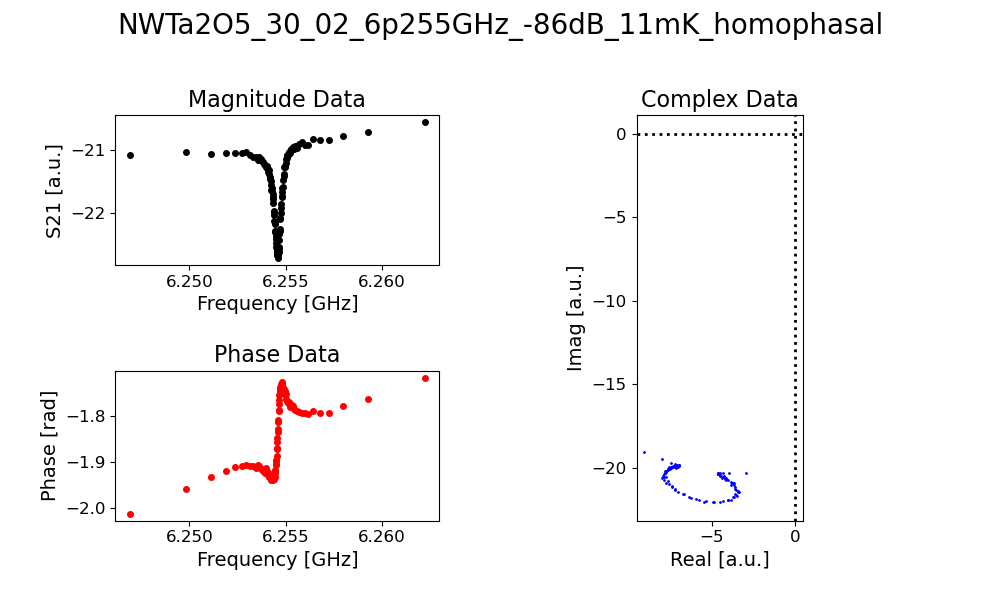 NWTa2O5_30_02_6p255GHz_-86dB_11mK_homophasal
Magnitude Data
S21 [a.u.]
−21
−22
6.250 6.255 6.260
Frequency [GHz]
Phase Data
Phase [rad]
−1.8
−1.9
−2.0
6.250 6.255 6.260
Frequency [GHz]
Complex Data
Imag [a.u.]
0
−5
−10
−15
−20
−5 0
Real [a.u.]